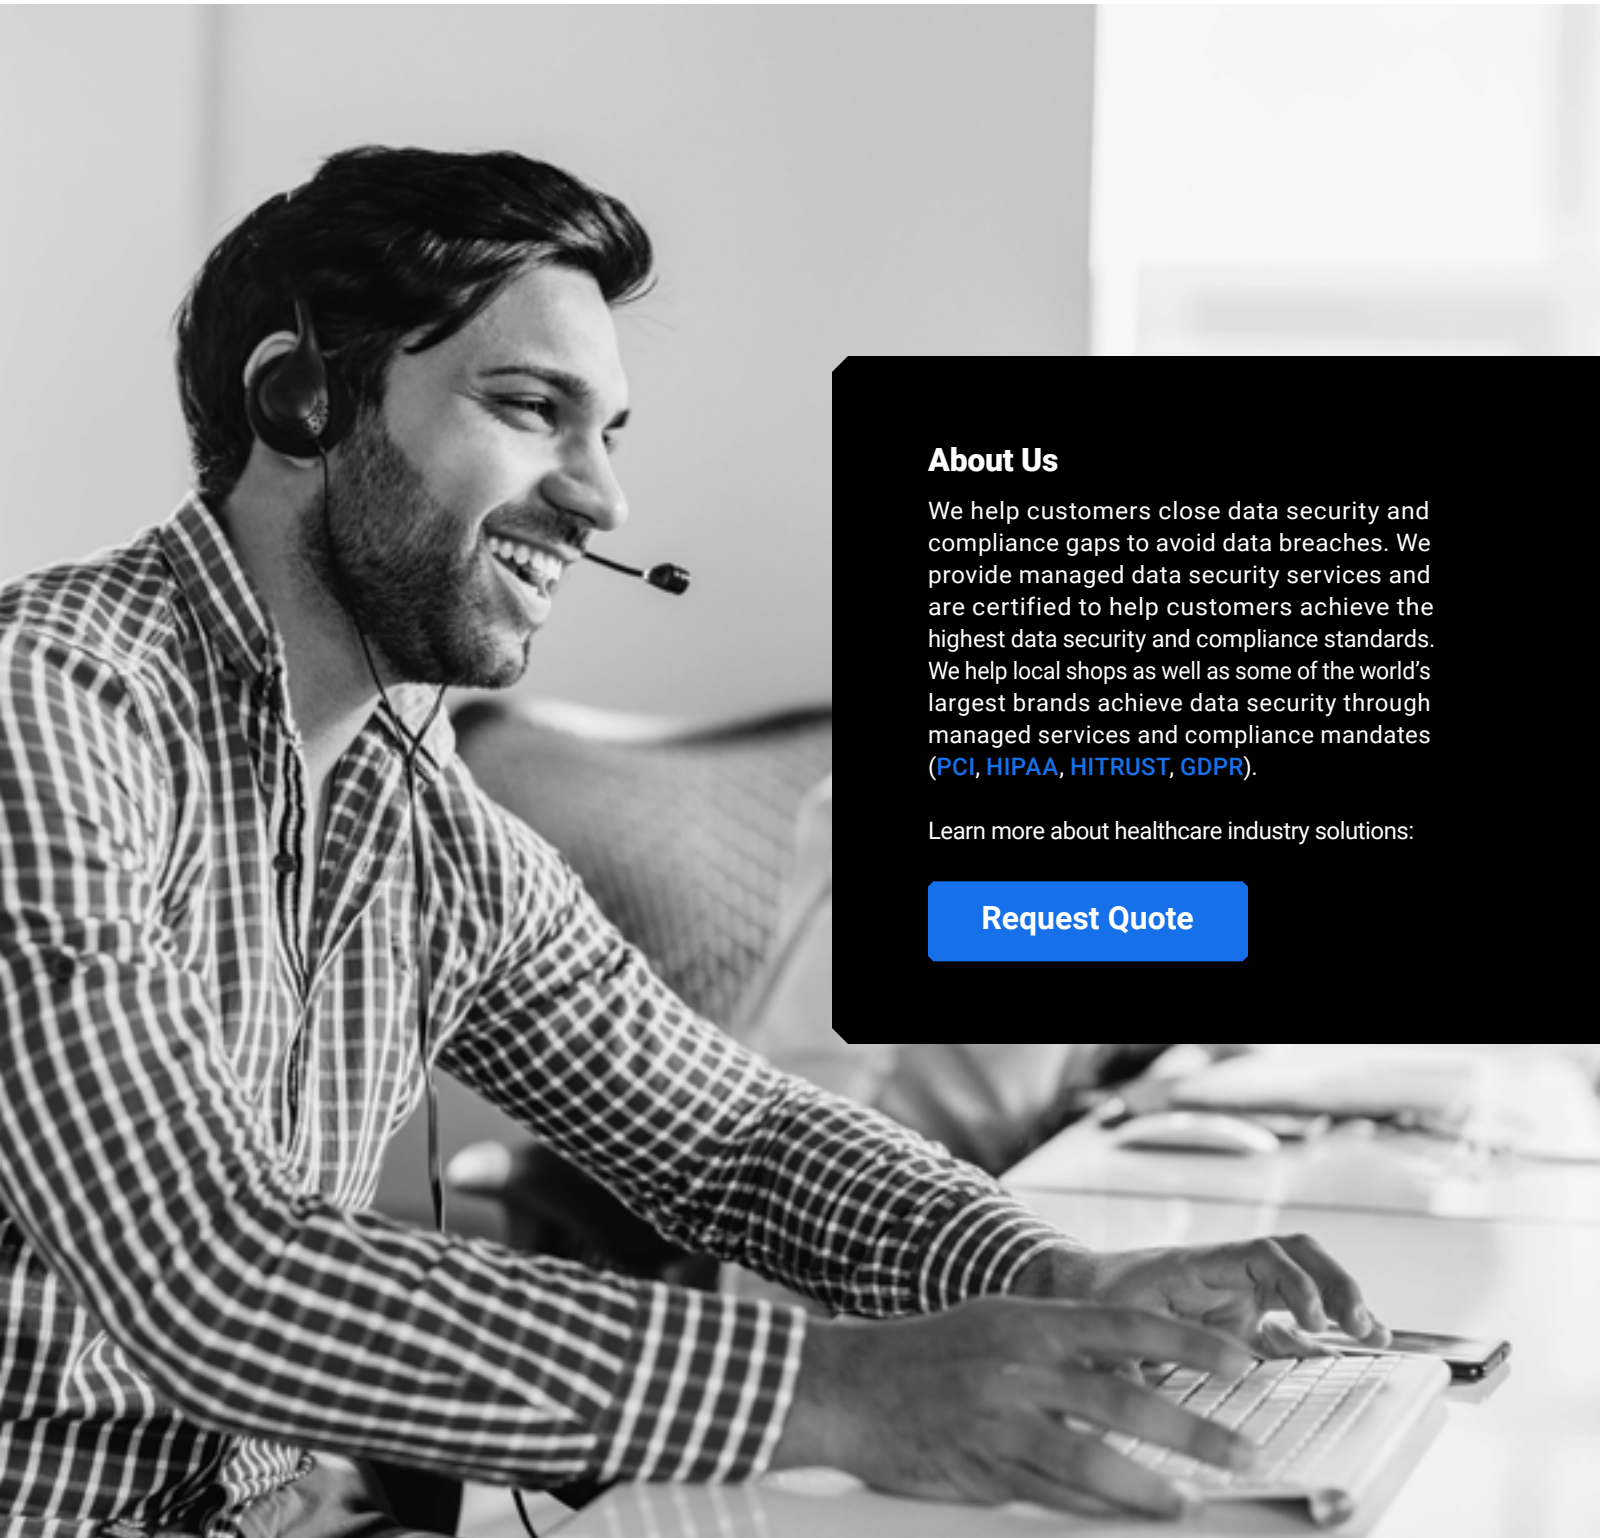 About Us
We help customers close data security and
compliance gaps to avoid data breaches. We
provide managed data security services and
are certified to help customers achieve the
highest data security and compliance standards.
We help local shops as well as some of the world’s
largest brands achieve data security through
managed services and compliance mandates
(PCI, HIPAA, HITRUST, GDPR).
Learn more about healthcare industry solutions:
Request Quote